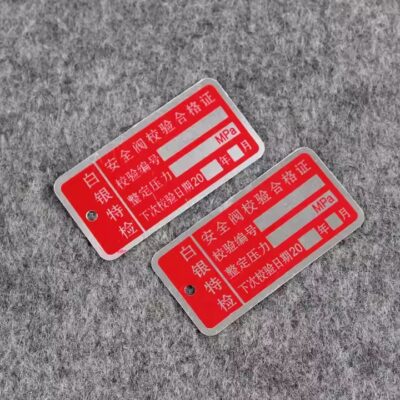 白银特检
安全阀校验合格证
校验编号
整定压力 MPa
下次校验日期20 年 月
白银特检
安全阀校验合格证
校验编号
整定压力 MPa
下次校验日期20 年 月